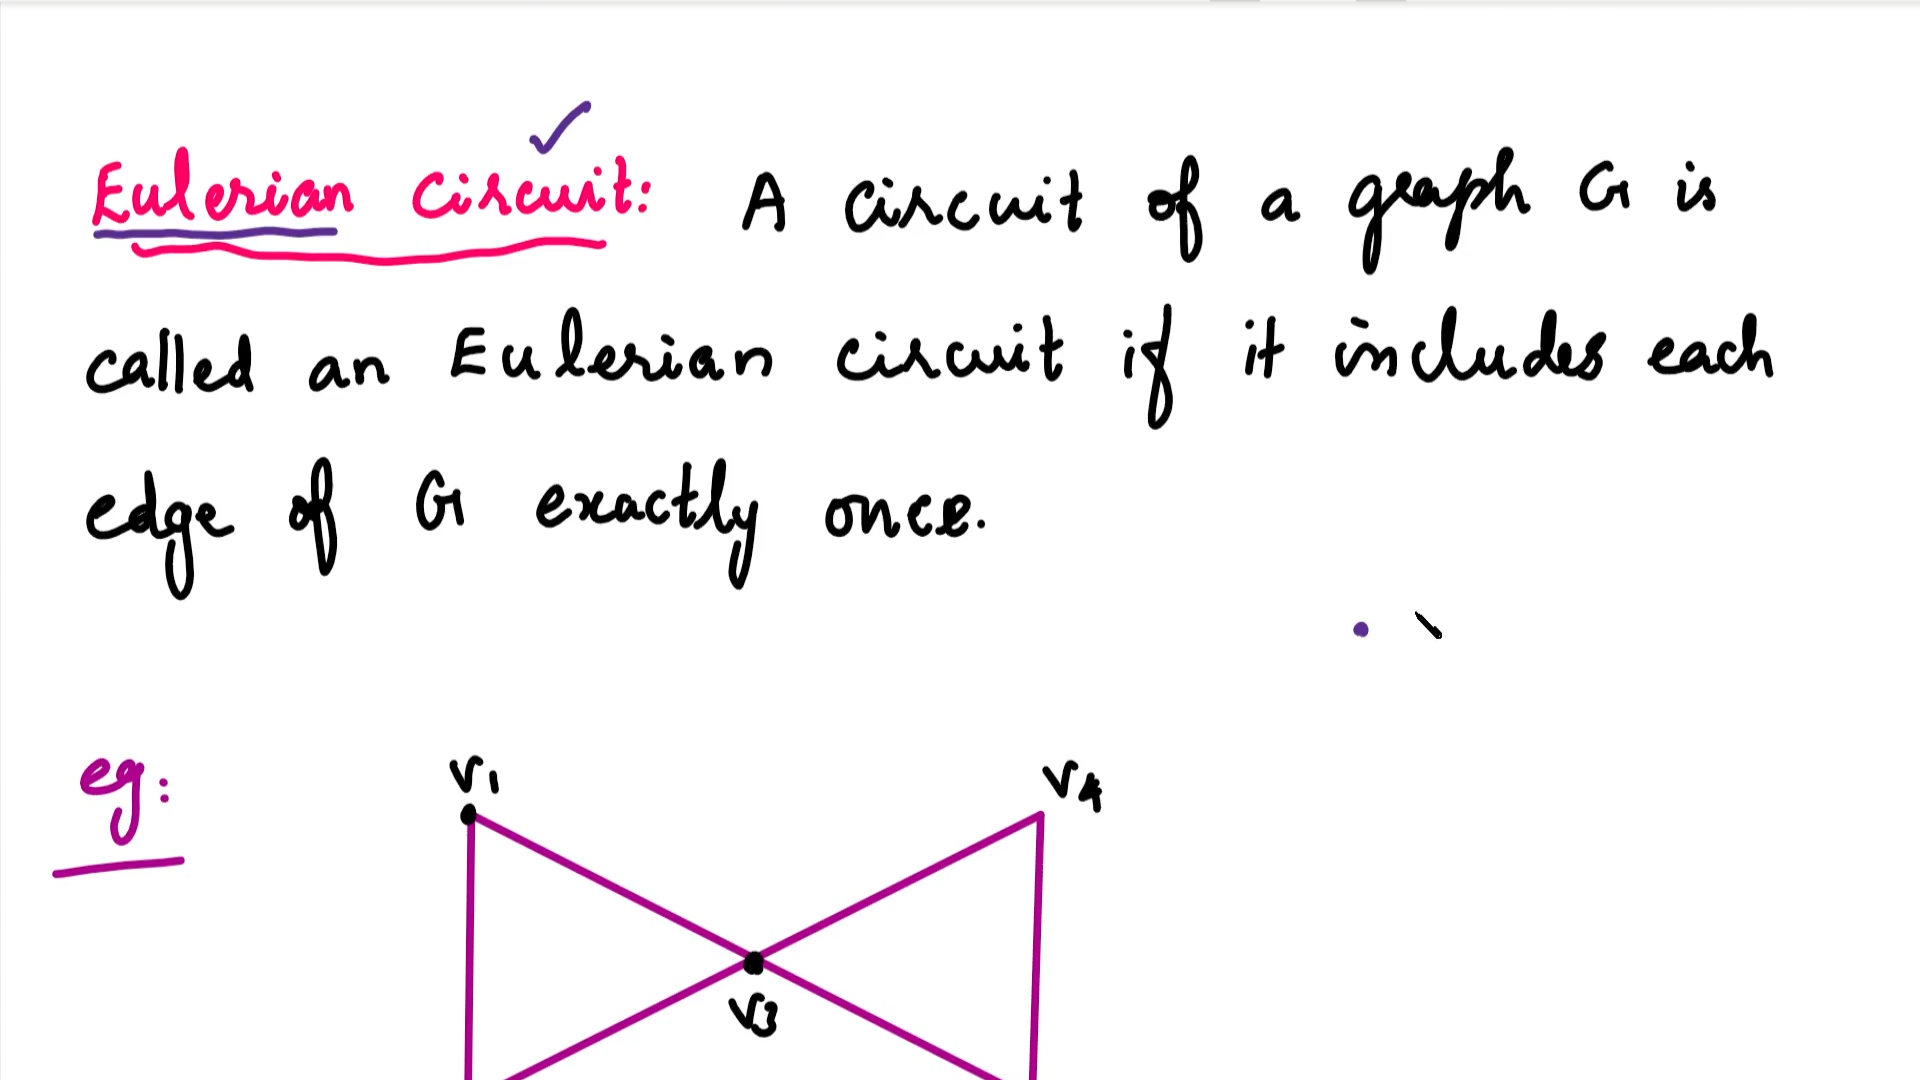 Eulerian Circuit: A circuit of a graph G is
called an Eulerian circuit if it includes each
edge of G exactly once.
eg:
V1 V4
V3